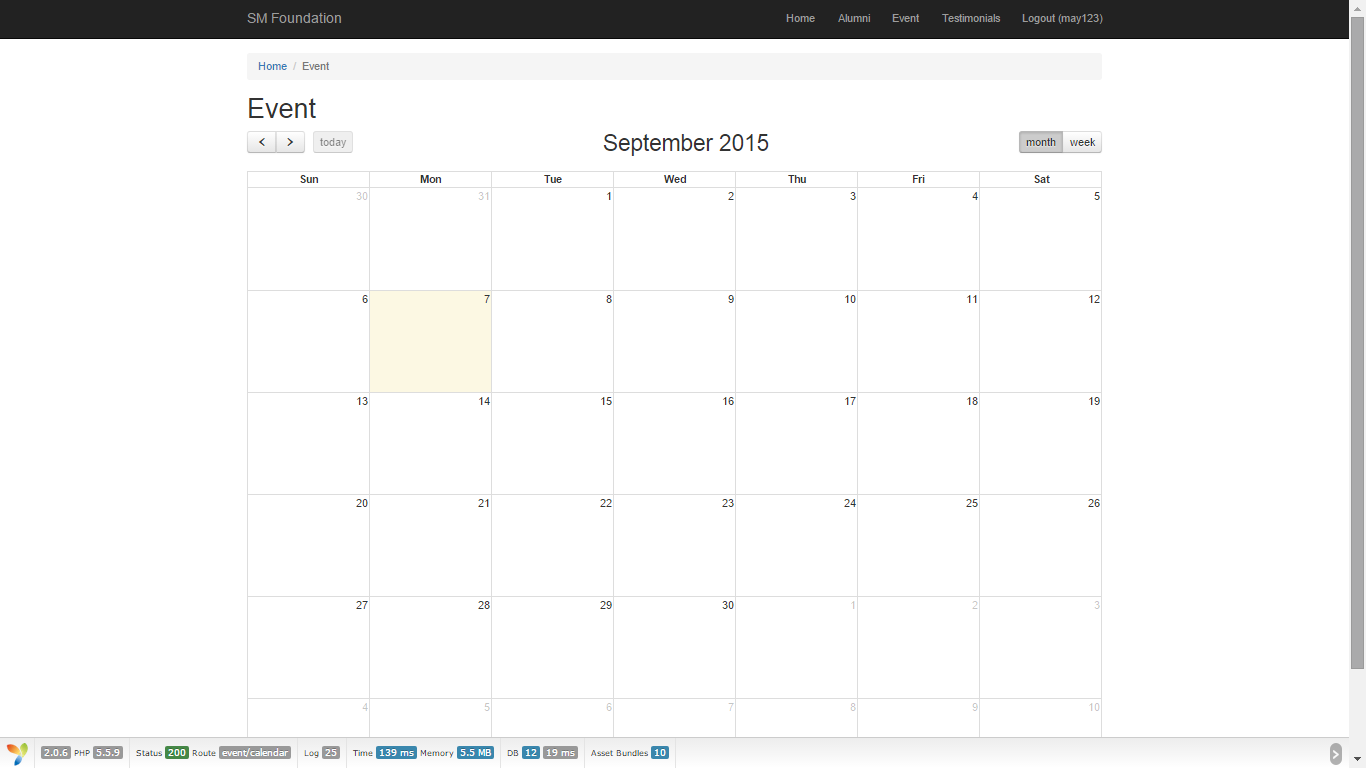 SM Foundation Home Alumni Event Testimonials Logout (may123)
Home / Event
Event
today September 2015 month week
Sun Mon Tue Wed Thu Fri Sat
30 31 1 2 3 4 5
6 7 8 9 10 11 12
13 14 15 16 17 18 19
20 21 22 23 24 25 26
27 28 29 30 1 2 3
4 5 6 7 8 9 10
2.0.6 PHP 5.5.9 Status 200 Route event/calendar Log 25 Time 139 ms Memory 5.5 MB DB 12 19 ms Asset Bundles 10